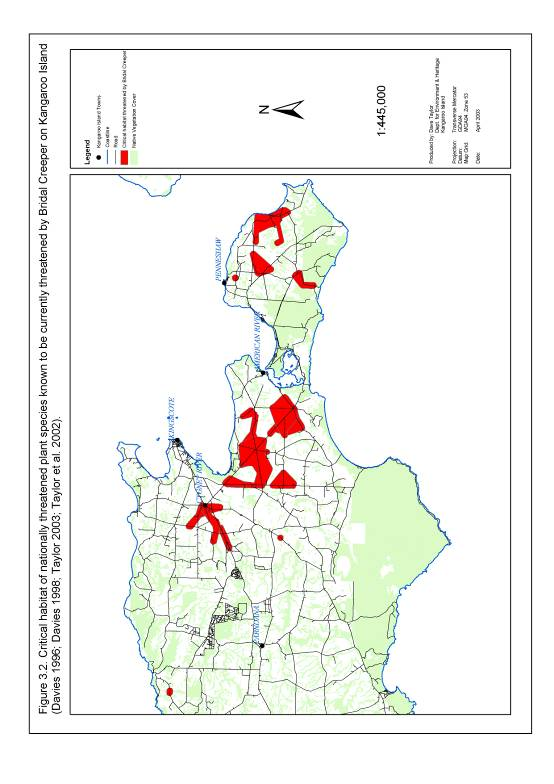 Figure 3.2. Critical habitat of nationally threatened plant species known to be currently threatened by Bridal Creeper on Kangaroo Island
(Davies 1996; Davies 1998; Taylor 2003; Taylor et al. 2002).
PENNESHAW
AMERICAN RIVER
KINGSCOTE
CYGNET RIVER
PARNDANA
Legend
Kangaroo Island Towns
Coastline
Road
Critical habitat threatened by Bridal Creeper
Native Vegetation Cover
N
1:445,000
Produced by: Dave Taylor
Dept. for Environment & Heritage
Kangaroo Island
Projection: Transverse Mercator
Datum: GDA94
Map Grid: MGA94 Zone 53
Date: April 2003